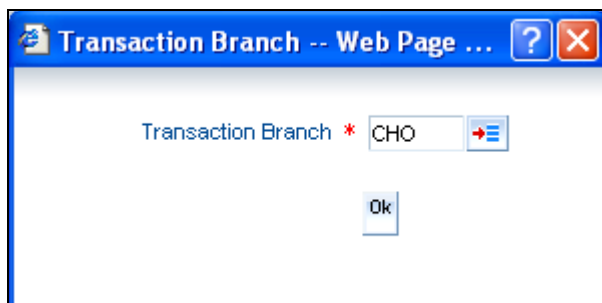 Transaction Branch -- Web Page ...
Transaction Branch * CHO
Ok